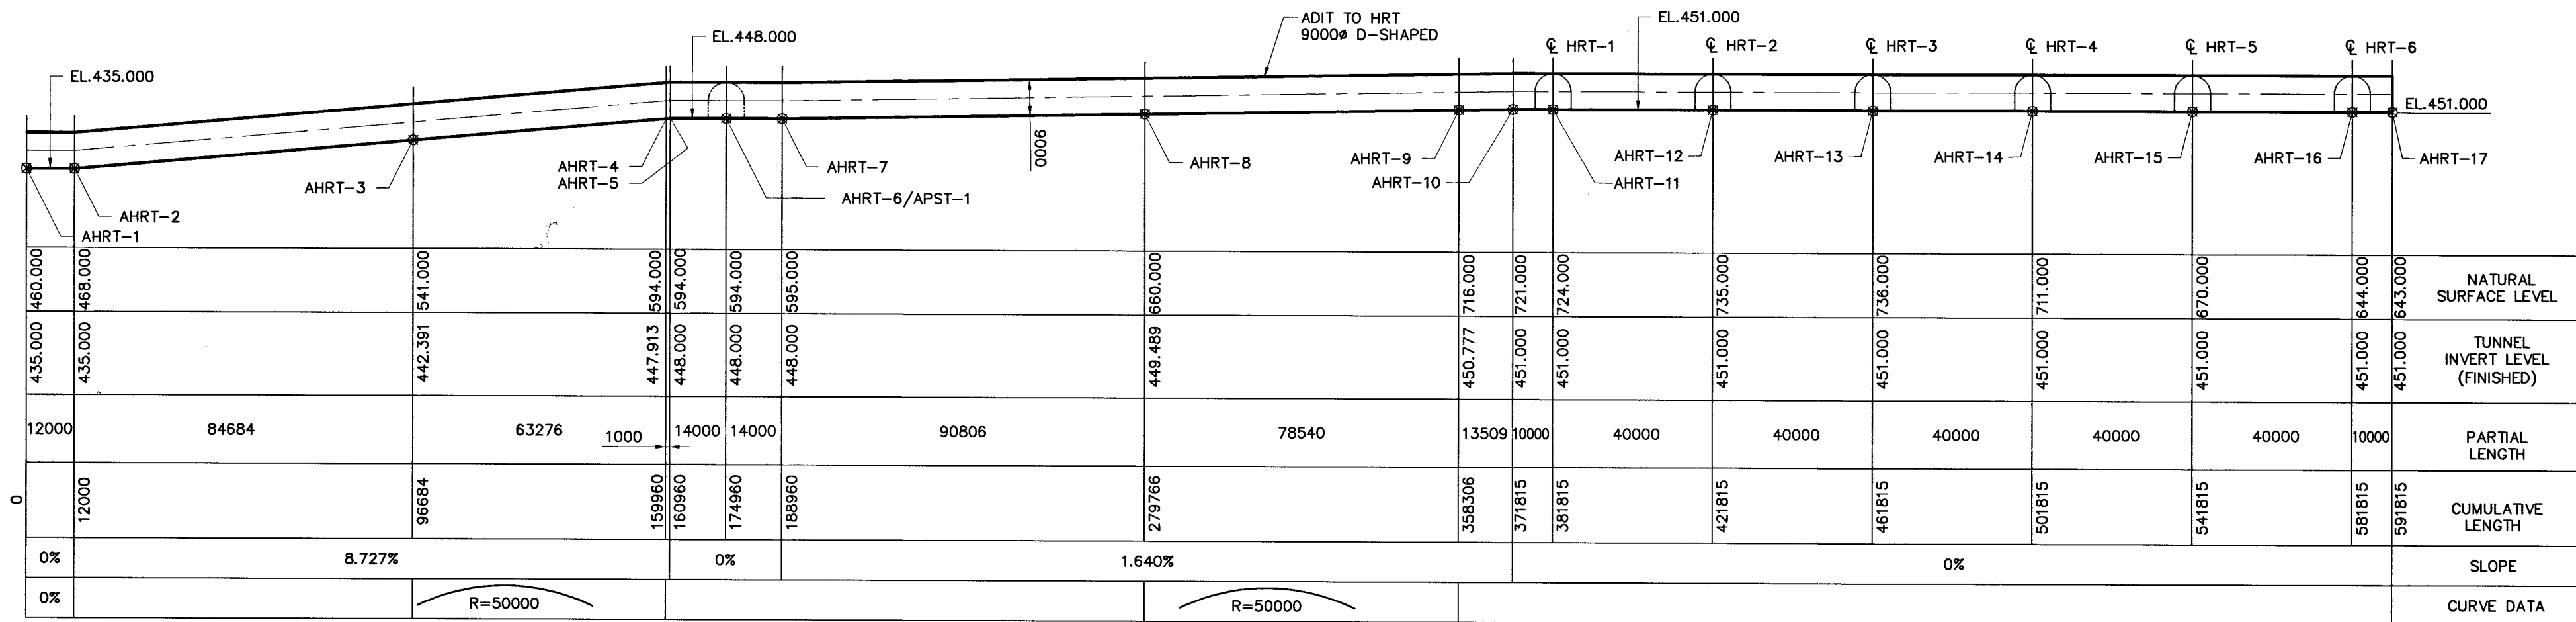 ADIT TO HRT
9000ø D-SHAPED
EL.451.000
EL.448.000
EL.435.000
℄ HRT-1
℄ HRT-2
℄ HRT-3
℄ HRT-4
℄ HRT-5
℄ HRT-6
EL.451.000
9000
AHRT-1
AHRT-2
AHRT-3
AHRT-4
AHRT-5
AHRT-6/APST-1
AHRT-7
AHRT-8
AHRT-9
AHRT-10
AHRT-11
AHRT-12
AHRT-13
AHRT-14
AHRT-15
AHRT-16
AHRT-17
460.000 468.000 541.000 594.000 594.000 594.000 595.000 660.000 716.000 721.000 724.000 735.000 736.000 711.000 670.000 644.000 643.000
NATURAL
SURFACE LEVEL
435.000 435.000 442.391 447.913 448.000 448.000 448.000 449.489 450.777 451.000 451.000 451.000 451.000 451.000 451.000 451.000 451.000
TUNNEL
INVERT LEVEL
(FINISHED)
12000 84684 63276 1000 14000 14000 90806 78540 13509 10000 40000 40000 40000 40000 40000 10000
PARTIAL
LENGTH
0 12000 96684 159960 160960 174960 188960 279766 358306 371815 381815 421815 461815 501815 541815 581815 591815
CUMULATIVE
LENGTH
0% 8.727% 0% 1.640% 0% SLOPE
0% R=50000 R=50000 CURVE DATA